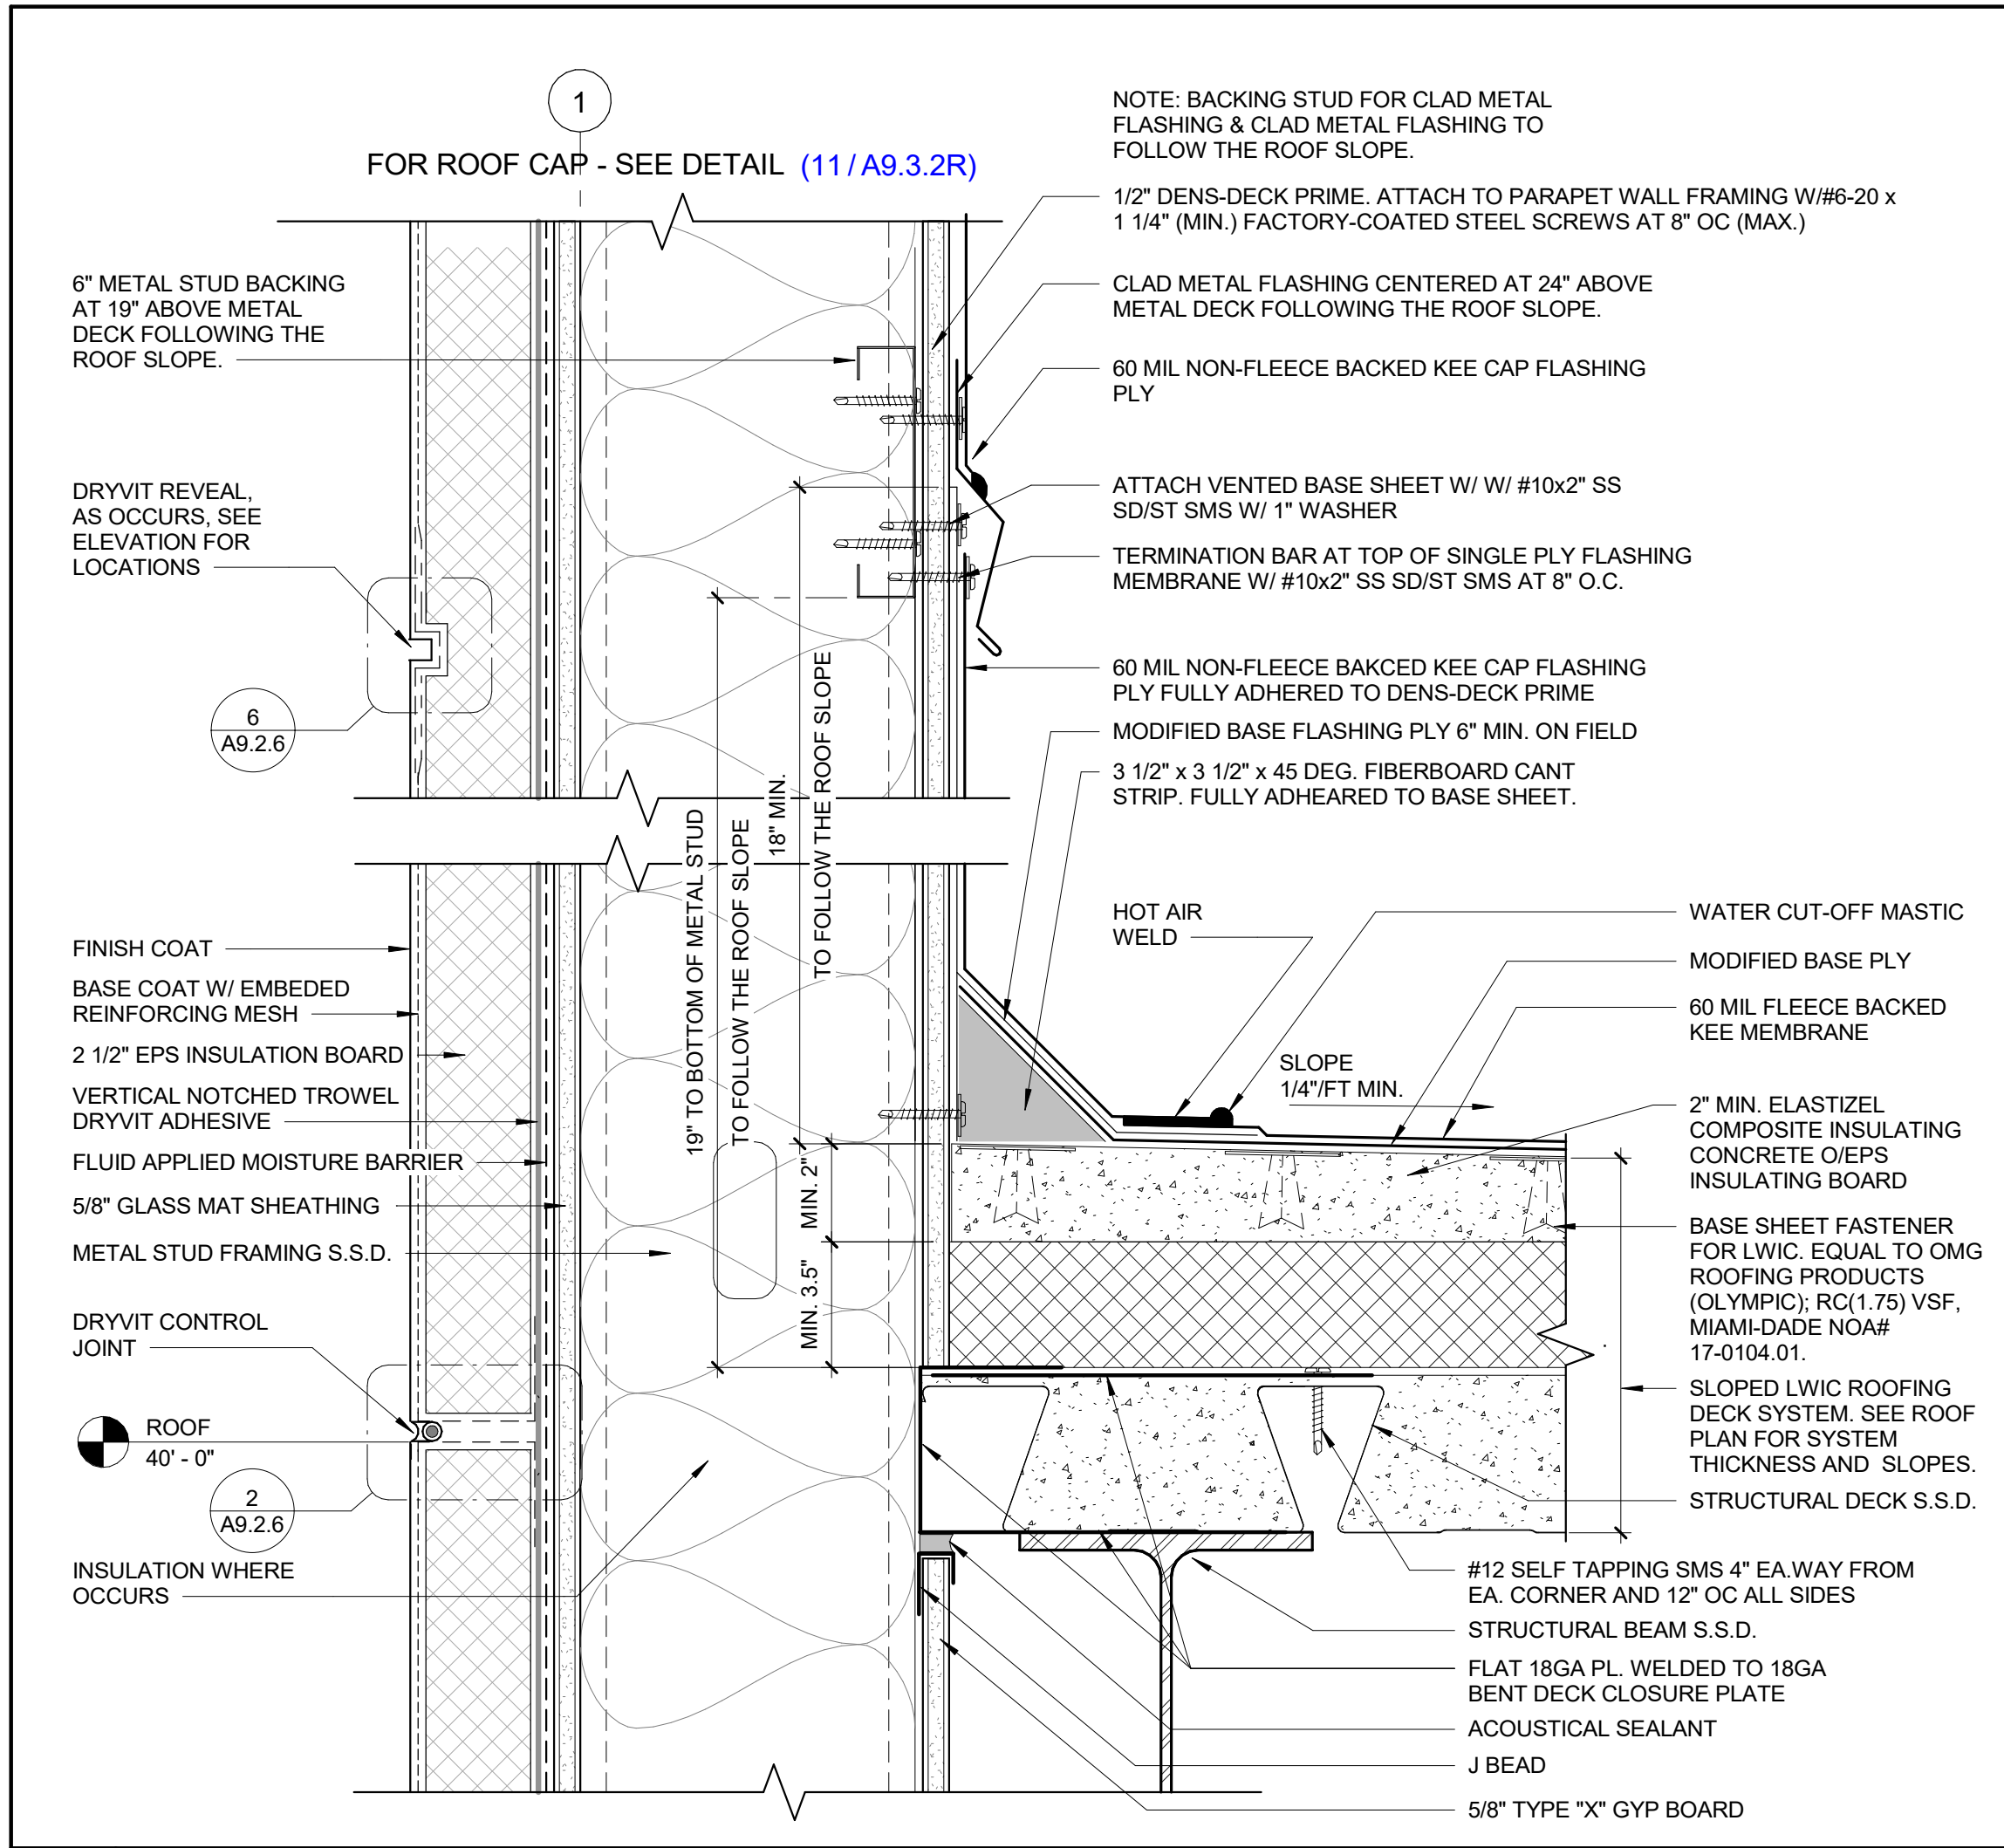 1
FOR ROOF CAP - SEE DETAIL (11 / A9.3.2R)
NOTE: BACKING STUD FOR CLAD METAL
FLASHING & CLAD METAL FLASHING TO
FOLLOW THE ROOF SLOPE.
1/2" DENS-DECK PRIME. ATTACH TO PARAPET WALL FRAMING W/#6-20 x
1 1/4" (MIN.) FACTORY-COATED STEEL SCREWS AT 8" OC (MAX.)
CLAD METAL FLASHING CENTERED AT 24" ABOVE
METAL DECK FOLLOWING THE ROOF SLOPE.
60 MIL NON-FLEECE BACKED KEE CAP FLASHING
PLY
ATTACH VENTED BASE SHEET W/ W/ #10x2" SS
SD/ST SMS W/ 1" WASHER
TERMINATION BAR AT TOP OF SINGLE PLY FLASHING
MEMBRANE W/ #10x2" SS SD/ST SMS AT 8" O.C.
60 MIL NON-FLEECE BAKCED KEE CAP FLASHING
PLY FULLY ADHERED TO DENS-DECK PRIME
MODIFIED BASE FLASHING PLY 6" MIN. ON FIELD
3 1/2" x 3 1/2" x 45 DEG. FIBERBOARD CANT
STRIP. FULLY ADHEARED TO BASE SHEET.
6" METAL STUD BACKING
AT 19" ABOVE METAL
DECK FOLLOWING THE
ROOF SLOPE.
DRYVIT REVEAL,
AS OCCURS, SEE
ELEVATION FOR
LOCATIONS
6
A9.2.6
FINISH COAT
BASE COAT W/ EMBEDED
REINFORCING MESH
2 1/2" EPS INSULATION BOARD
VERTICAL NOTCHED TROWEL
DRYVIT ADHESIVE
FLUID APPLIED MOISTURE BARRIER
5/8" GLASS MAT SHEATHING
METAL STUD FRAMING S.S.D.
DRYVIT CONTROL
JOINT
ROOF
40' - 0"
2
A9.2.6
INSULATION WHERE
OCCURS
19" TO BOTTOM OF METAL STUD
TO FOLLOW THE ROOF SLOPE
18" MIN.
TO FOLLOW THE ROOF SLOPE
MIN. 2"
MIN. 3.5"
HOT AIR
WELD
SLOPE
1/4"/FT MIN.
WATER CUT-OFF MASTIC
MODIFIED BASE PLY
60 MIL FLEECE BACKED
KEE MEMBRANE
2" MIN. ELASTIZEL
COMPOSITE INSULATING
CONCRETE O/EPS
INSULATING BOARD
BASE SHEET FASTENER
FOR LWIC. EQUAL TO OMG
ROOFING PRODUCTS
(OLYMPIC); RC(1.75) VSF,
MIAMI-DADE NOA#
17-0104.01.
SLOPED LWIC ROOFING
DECK SYSTEM. SEE ROOF
PLAN FOR SYSTEM
THICKNESS AND SLOPES.
STRUCTURAL DECK S.S.D.
#12 SELF TAPPING SMS 4" EA.WAY FROM
EA. CORNER AND 12" OC ALL SIDES
STRUCTURAL BEAM S.S.D.
FLAT 18GA PL. WELDED TO 18GA
BENT DECK CLOSURE PLATE
ACOUSTICAL SEALANT
J BEAD
5/8" TYPE "X" GYP BOARD